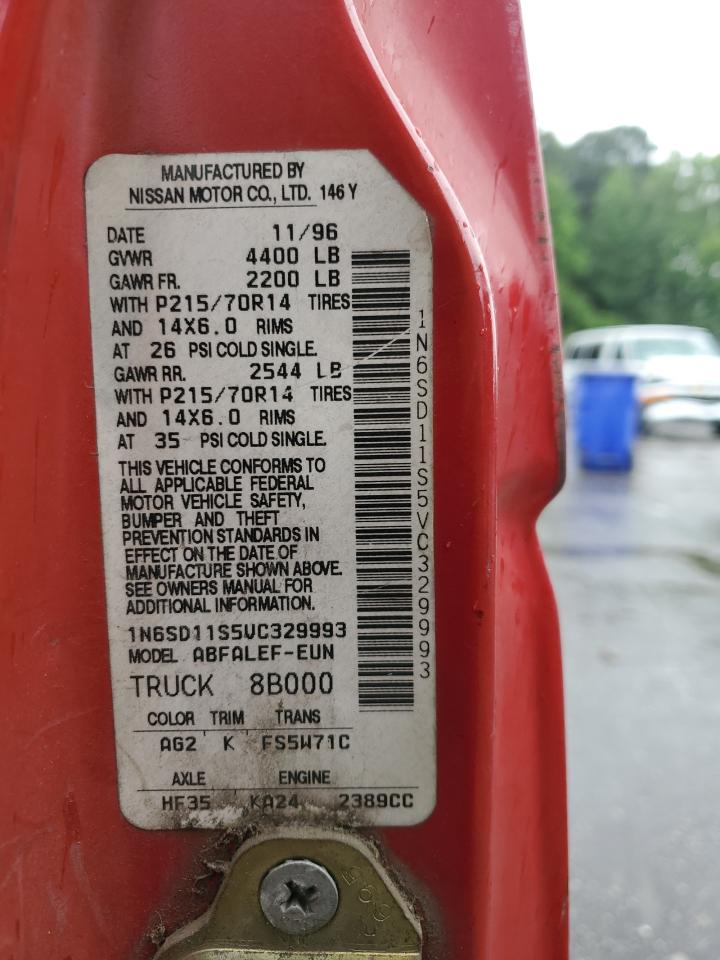 MANUFACTURED BY
NISSAN MOTOR CO., LTD. 146Y
DATE 11/96
GVWR 4400 LB
GAWR FR. 2200 LB
WITH P215/70R14 TIRES
AND 14X6.0 RIMS
AT 26 PSI COLD SINGLE.
GAWR RR. 2544 LB
WITH P215/70R14 TIRES
AND 14X6.0 RIMS
AT 35 PSI COLD SINGLE.
THIS VEHICLE CONFORMS TO
ALL APPLICABLE FEDERAL
MOTOR VEHICLE SAFETY,
BUMPER AND THEFT
PREVENTION STANDARDS IN
EFFECT ON THE DATE OF
MANUFACTURE SHOWN ABOVE.
SEE OWNERS MANUAL FOR
ADDITIONAL INFORMATION.
1N6SD11S5VC329993
MODEL ABFALEF-EUN
TRUCK 8B000
COLOR TRIM TRANS
AG2 K FS5W71C
AXLE ENGINE
HF35 KA24 2389CC
1N6SD11S5VC329993